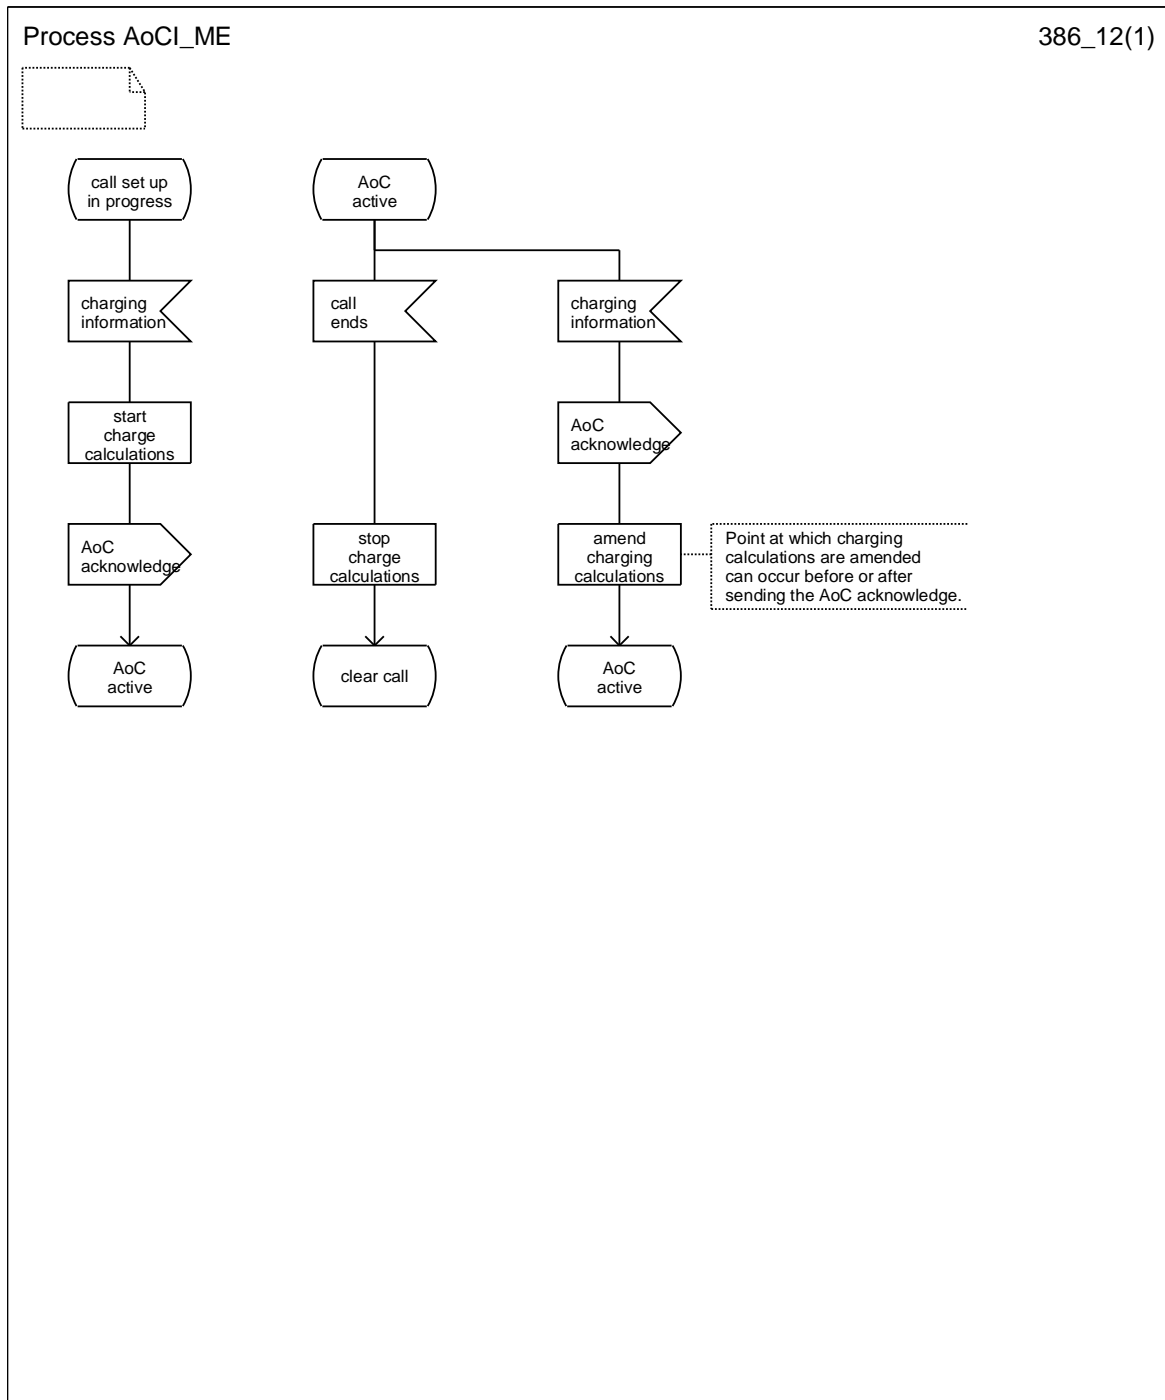 Process AoCI_ME
386_12(1)
call set up
in progress
charging
information
start
charge
calculations
AoC
acknowledge
AoC
active
AoC
active
call
ends
stop
charge
calculations
clear call
charging
information
AoC
acknowledge
amend
charging
calculations
Point at which charging
calculations are amended
can occur before or after
sending the AoC acknowledge.
AoC
active